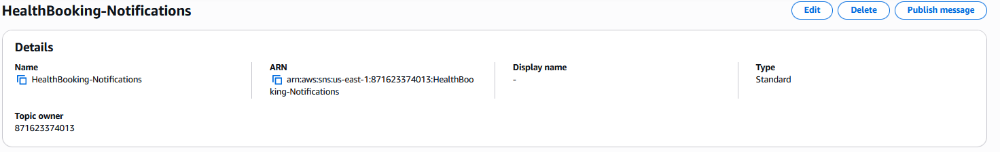 HealthBooking-Notifications
Edit
Delete
Publish message
Details
Name
HealthBooking-Notifications
ARN
arn:aws:sns:us-east-1:871623374013:HealthBoo
king-Notifications
Display name
-
Type
Standard
Topic owner
871623374013